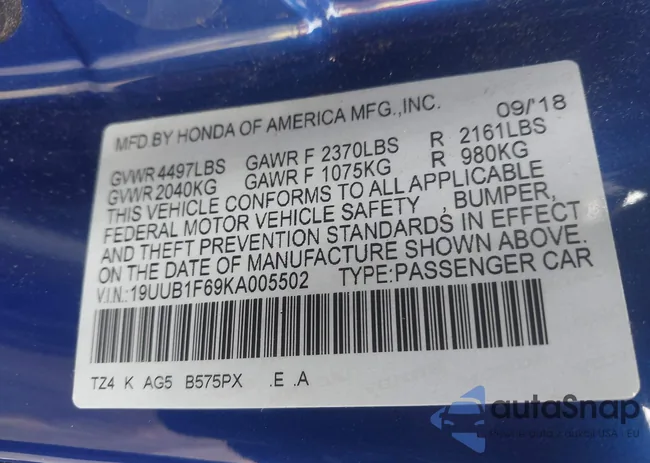 MFD BY HONDA OF AMERICA MFG.,INC. 09/'18
GVWR 4497LBS GAWR F 2370LBS R 2161LBS
GVWR 2040KG GAWR F 1075KG R 980KG
THIS VEHICLE CONFORMS TO ALL APPLICABLE
FEDERAL MOTOR VEHICLE SAFETY , BUMPER,
AND THEFT PREVENTION STANDARDS IN EFFECT
ON THE DATE OF MANUFACTURE SHOWN ABOVE.
V.I.N.:19UUB1F69KA005502 TYPE:PASSENGER CAR
TZ4 K AG5 B575PX .E .A
autoSnap
USA - EU